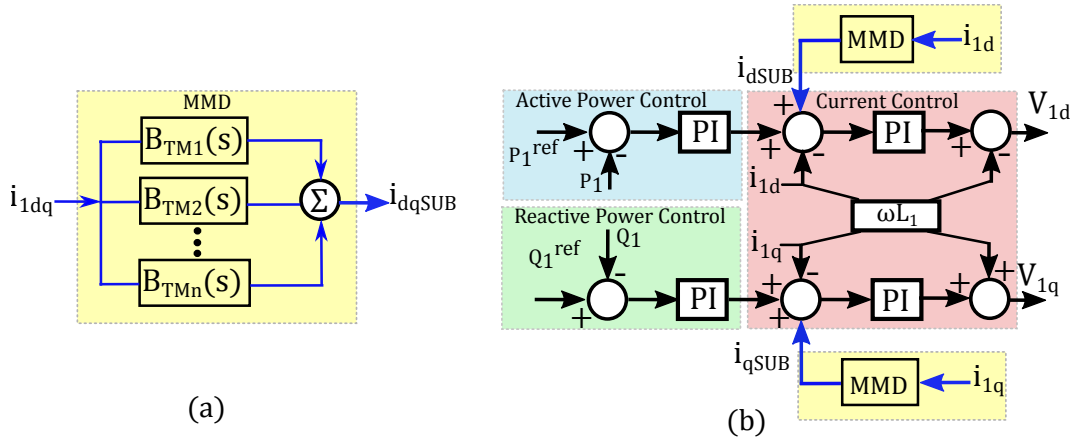 MMD
B_TM1(s)
B_TM2(s)
B_TMn(s)
i_1dq
Σ
i_dqSUB
(a)
MMD
i_1d
i_dSUB
Active Power Control
Current Control
V_1d
P_1^ref
+
-
P_1
PI
+
+
-
PI
+
-
i_1d
ωL_1
Reactive Power Control
Q_1
Q_1^ref
-
+
PI
i_1q
-
+
+
PI
+
+
V_1q
i_qSUB
MMD
i_1q
(b)